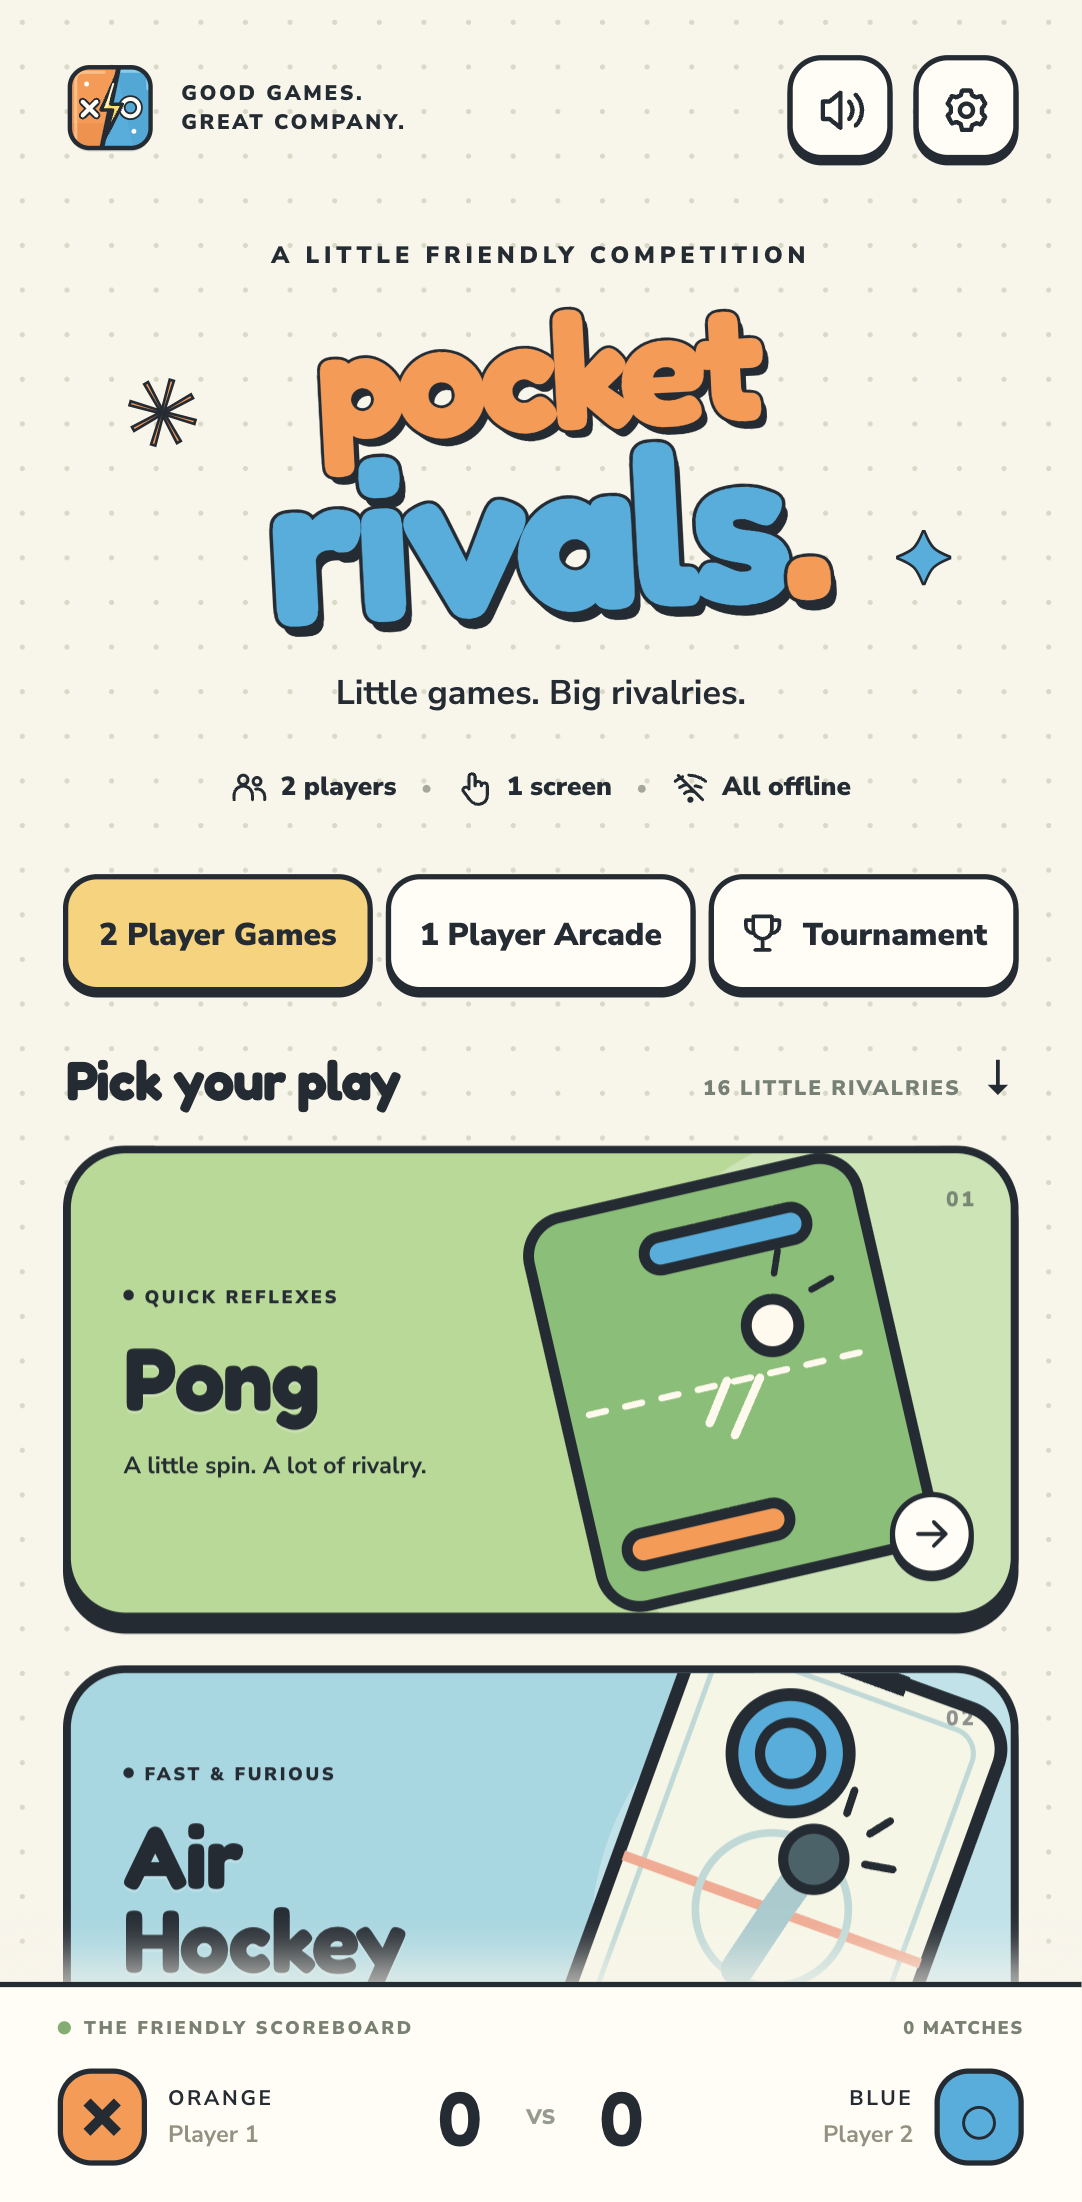 GOOD GAMES.
GREAT COMPANY.
A LITTLE FRIENDLY COMPETITION
pocket
rivals.
Little games. Big rivalries.
2 players • 1 screen • All offline
2 Player Games
1 Player Arcade
Tournament
Pick your play
16 LITTLE RIVALRIES ↓
01
• QUICK REFLEXES
Pong
A little spin. A lot of rivalry.
02
• FAST & FURIOUS
Air
Hockey
THE FRIENDLY SCOREBOARD
0 MATCHES
ORANGE
Player 1
0 VS 0
BLUE
Player 2